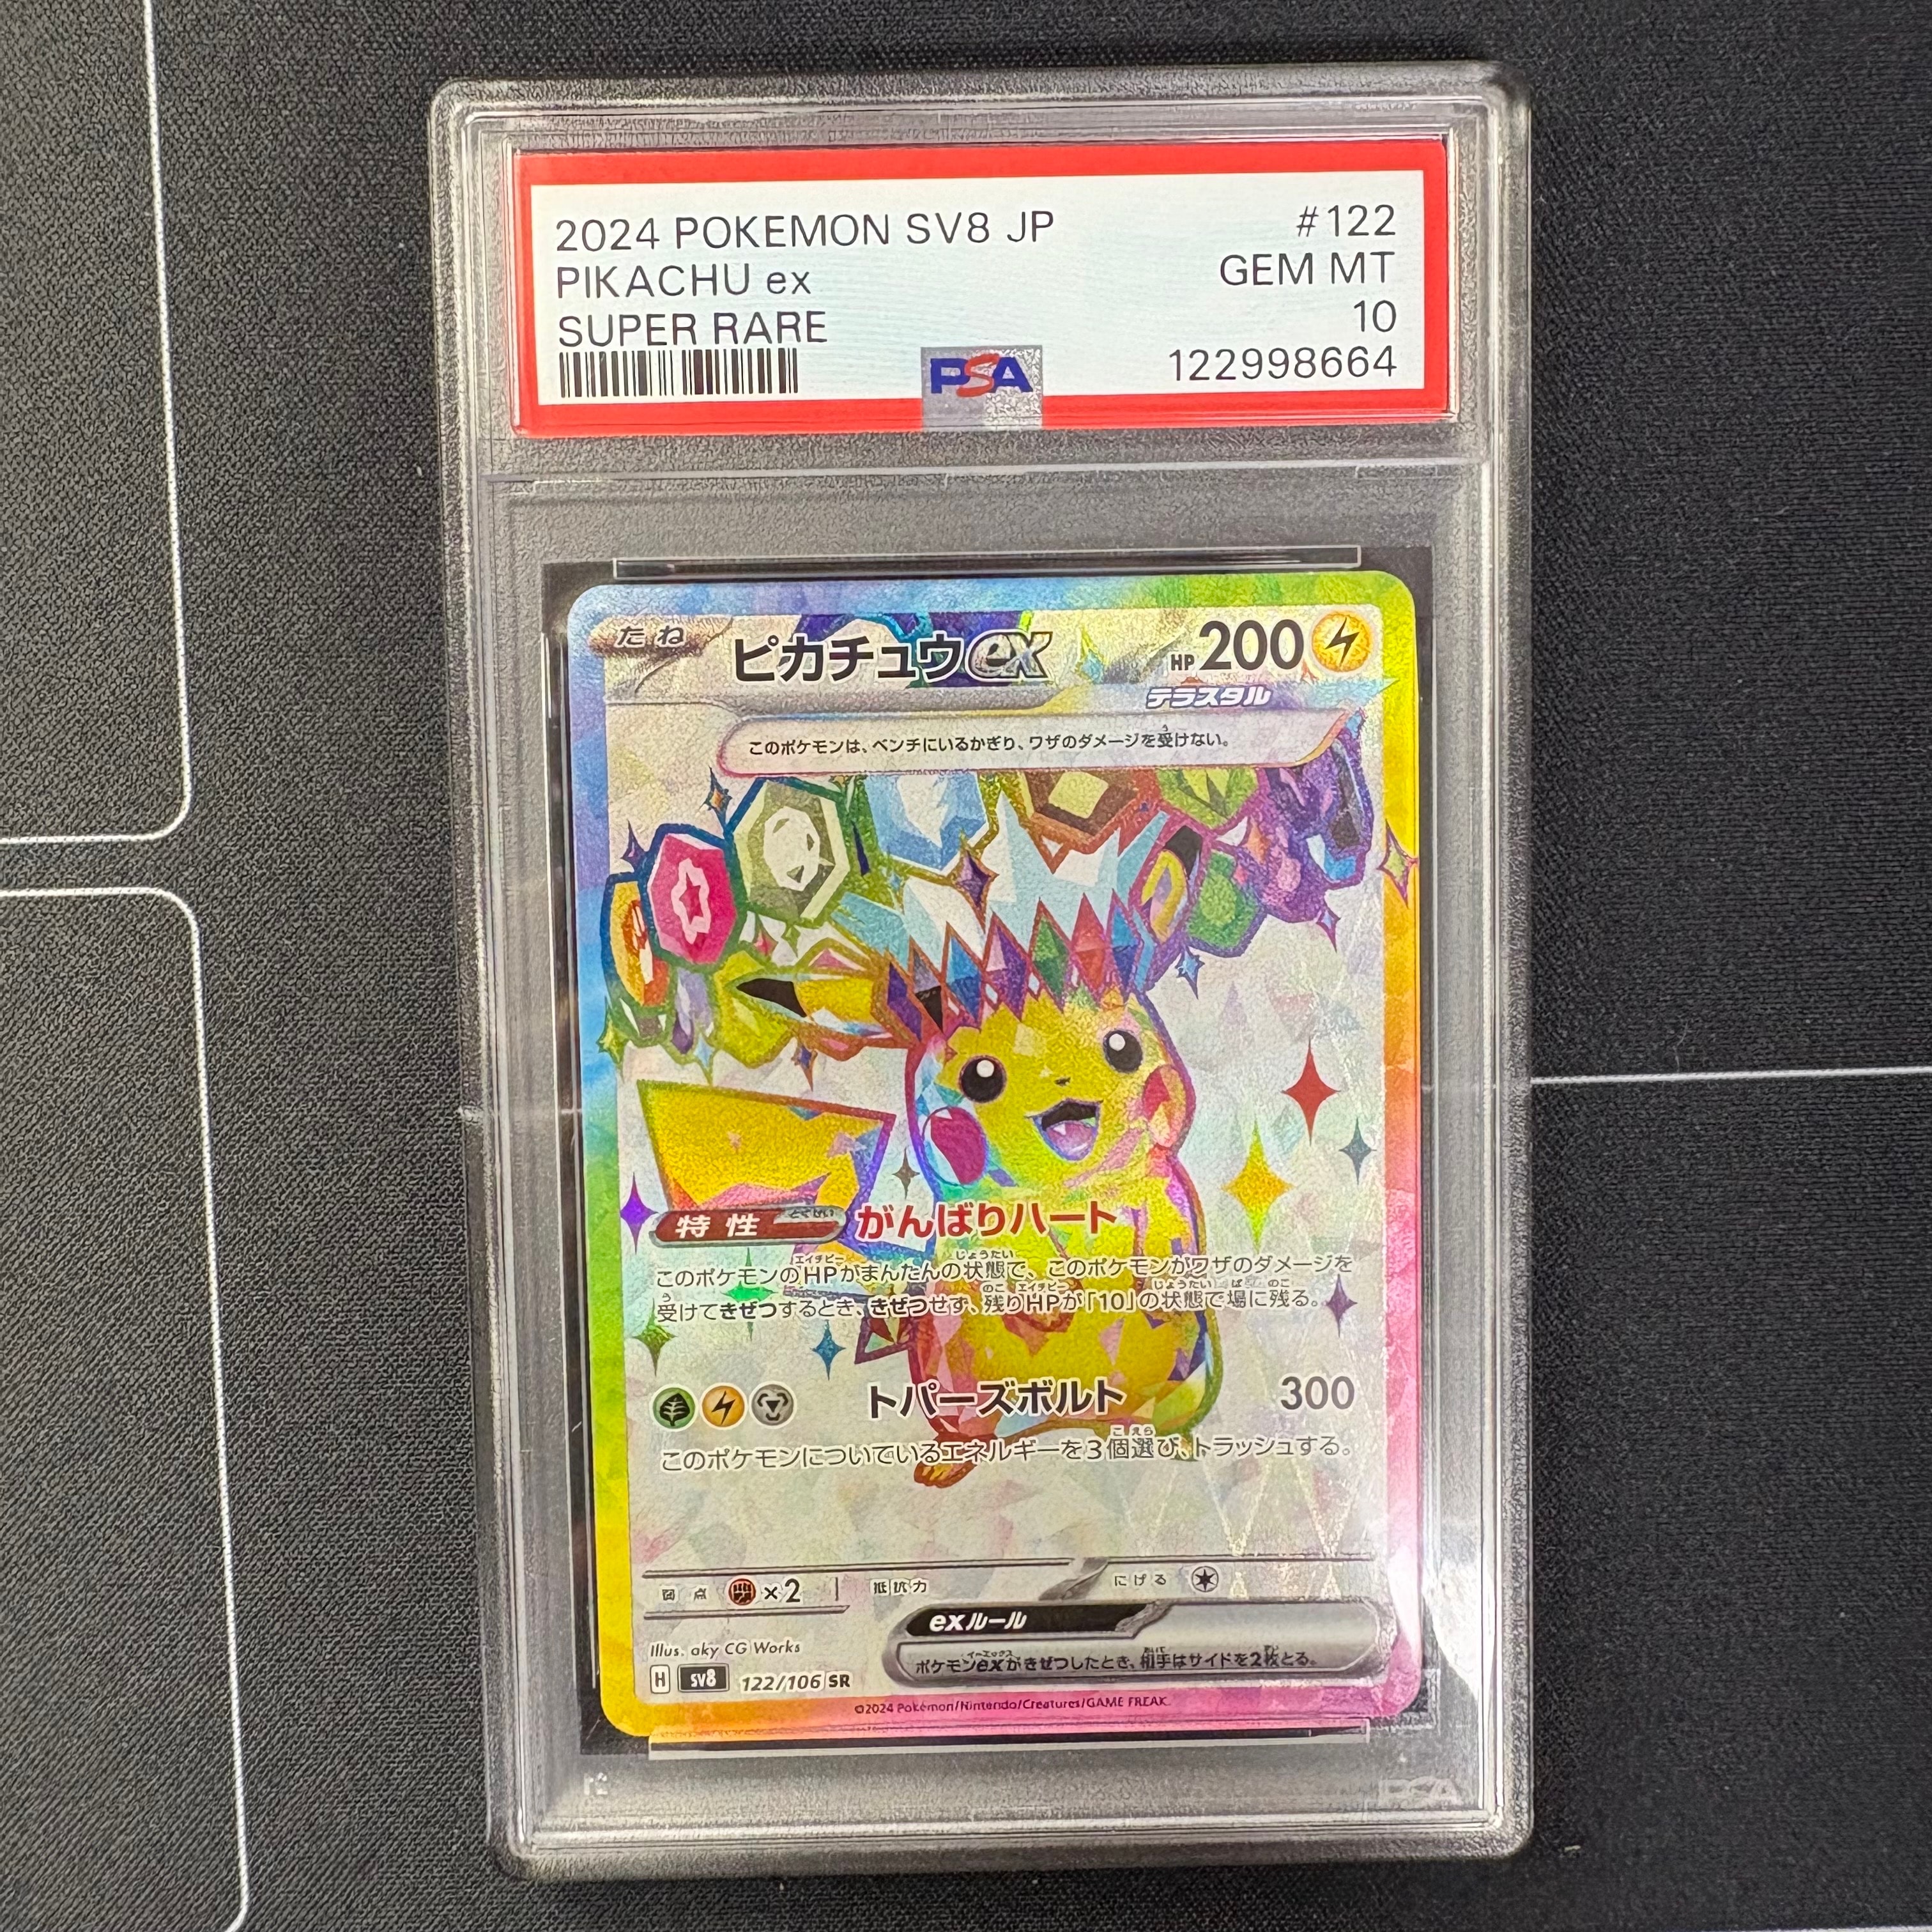 2024 POKEMON SV8 JP #122
PIKACHU ex GEM MT
SUPER RARE 10
PSA 122998664
たね ピカチュウex HP200
テラスタル
このポケモンは、ベンチにいるかぎり、ワザのダメージを受けない。
特性 とくせい がんばりハート
このポケモンのHPがまんたんの状態で、このポケモンがワザのダメージを
受けてきぜつするとき、きぜつせず、残りHPが「10」の状態で場に残る。
トパーズボルト 300
このポケモンについているエネルギーを3個選び、トラッシュする。
弱点 ×2 抵抗力 にげる
exルール
ポケモンexがきぜつしたとき、相手はサイドを2枚とる。
Illus. aky CG Works
H SV8 122/106 SR
©2024 Pokémon/Nintendo/Creatures/GAME FREAK.